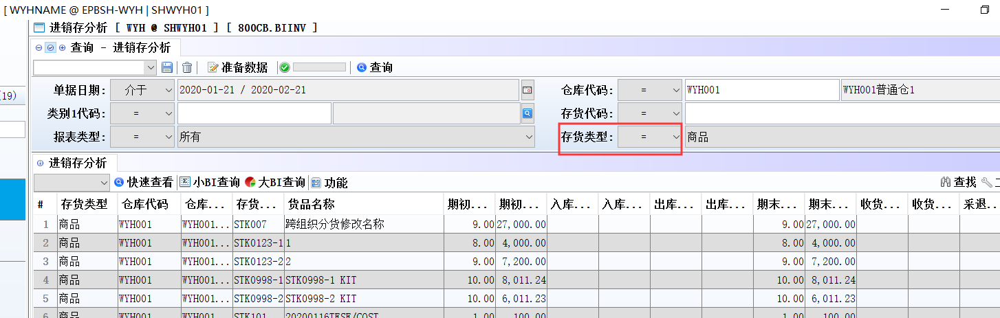 [ WYHNAME @ EPBSH-WYH | SHWYH01 ]
进销存分析 [ WYH @ SHWYH01 ] [ 800CB.BIINV ]
查询 - 进销存分析
准备数据 查询
单据日期: 介于 2020-01-21 / 2020-02-21 仓库代码: = WYH001 WYH001普通仓1
(19)
类别1代码: = 存货代码: =
报表类型: = 所有 存货类型: = 商品
进销存分析
快速查看 小BI查询 大BI查询 功能 查找
# 存货类型 仓库代码 仓库... 存货... 货品名称 期初... 期初... 入库... 入库... 出库... 出库... 期末... 期末... 收货... 收货... 采退...
1 商品 WYH001 WYH001... STK007 跨组织分货修改名称 9.00 27,000.00 9.00 27,000.00
2 商品 WYH001 WYH001... STK0123-1 1 8.00 4,000.00 8.00 4,000.00
3 商品 WYH001 WYH001... STK0123-2 2 9.00 7,200.00 9.00 7,200.00
4 商品 WYH001 WYH001... STK0998-1 STK0998-1 KIT 10.00 8,011.24 10.00 8,011.24
5 商品 WYH001 WYH001... STK0998-2 STK0998-2 KIT 10.00 6,011.23 10.00 6,011.23
6 商品 WYH001 WYH001... STK101 20200116TESE/COST 1.00 100.00 1.00 100.00